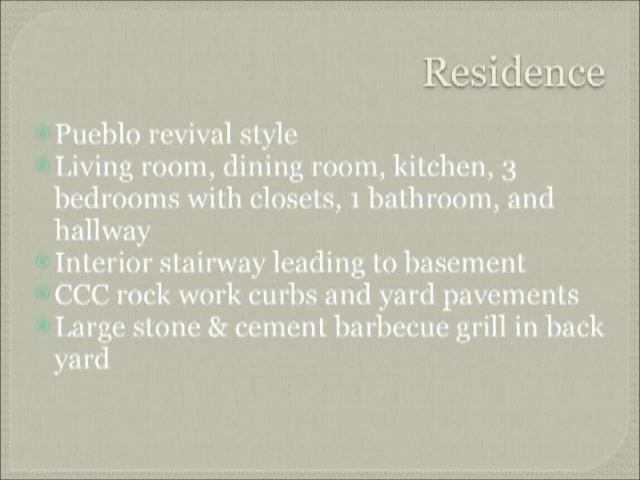 Residence
Pueblo revival style
Living room, dining room, kitchen, 3
bedrooms with closets, 1 bathroom, and
hallway
Interior stairway leading to basement
CCC rock work curbs and yard pavements
Large stone & cement barbecue grill in back
yard